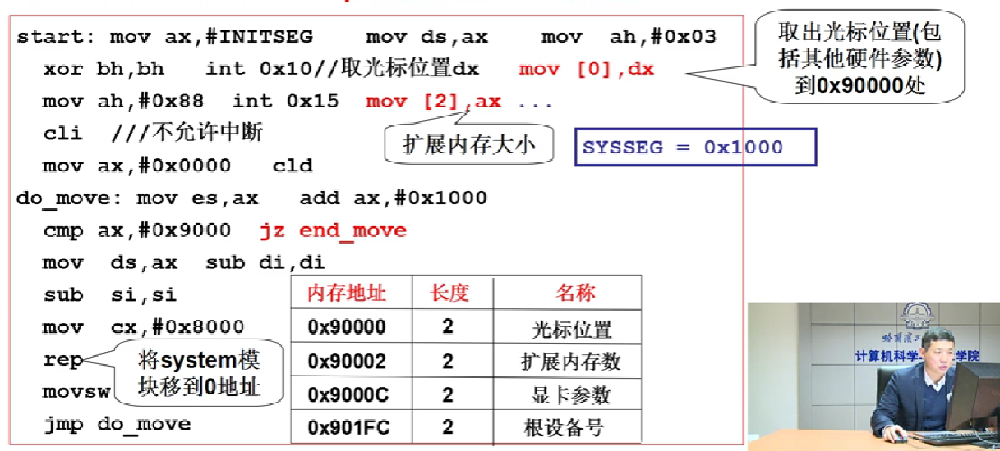 start: mov ax,#INITSEG mov ds,ax mov ah,#0x03
xor bh,bh int 0x10//取光标位置dx mov [0],dx
mov ah,#0x88 int 0x15 mov [2],ax ...
cli ///不允许中断
mov ax,#0x0000 cld
do_move: mov es,ax add ax,#0x1000
cmp ax,#0x9000 jz end_move
mov ds,ax sub di,di
sub si,si
mov cx,#0x8000
rep
movsw
jmp do_move
取出光标位置(包
括其他硬件参数)
到0x90000处
扩展内存大小
SYSSEG = 0x1000
将system模
块移到0地址
内存地址 长度 名称
0x90000 2 光标位置
0x90002 2 扩展内存数
0x9000C 2 显卡参数
0x901FC 2 根设备号
计算机科学
学院